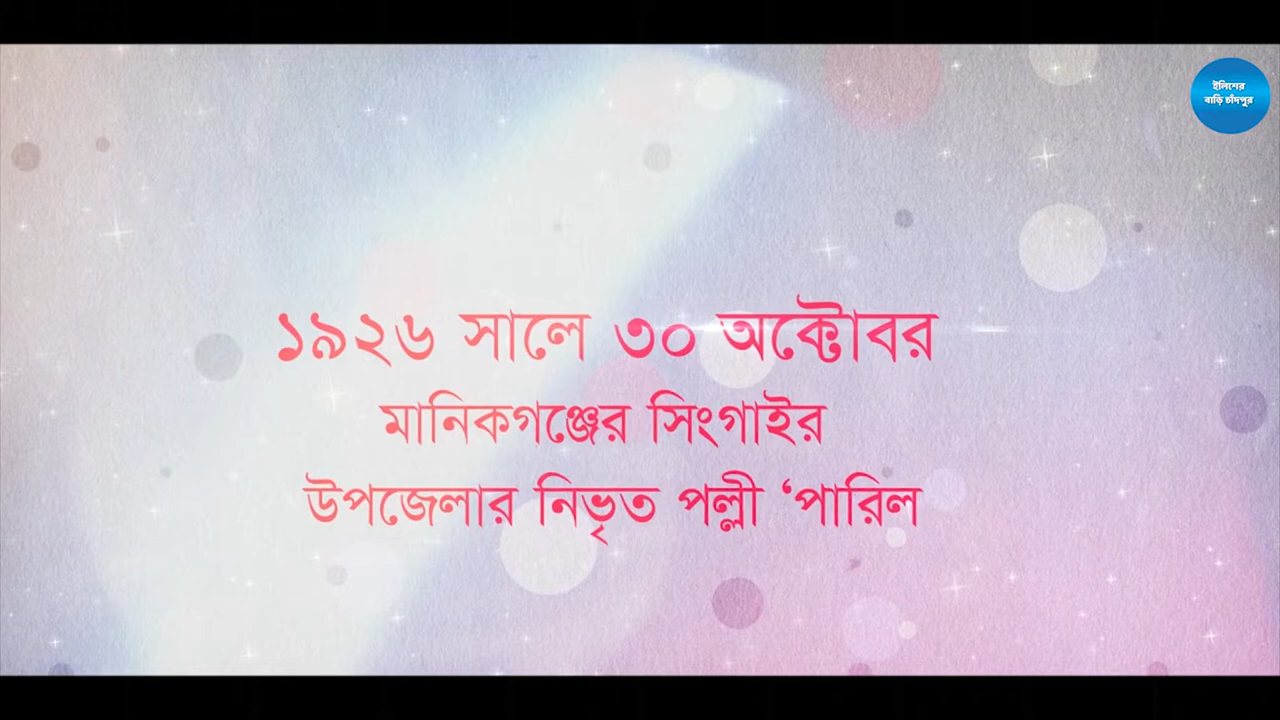 ইলিশের
বাড়ি চাঁদপুর
১৯২৬ সালে ৩০ অক্টোবর
মানিকগঞ্জের সিংগাইর
উপজেলার নিভৃত পল্লী ‘পারিল